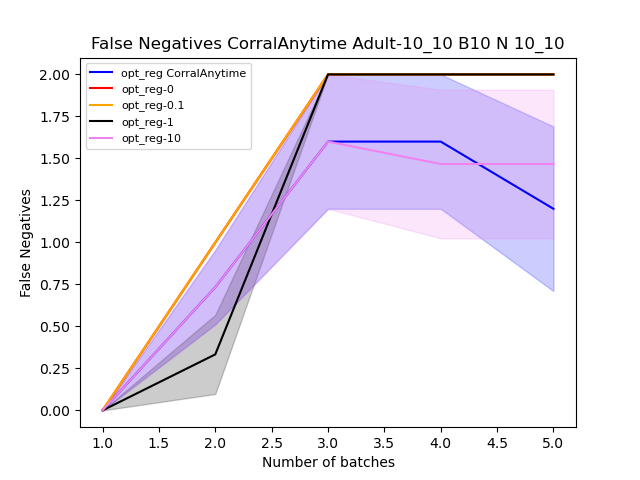 False Negatives CorralAnytime Adult-10_10 B10 N 10_10
opt_reg CorralAnytime
opt_reg-0
opt_reg-0.1
opt_reg-1
opt_reg-10
2.00
1.75
1.50
1.25
1.00
0.75
0.50
0.25
0.00
False Negatives
1.0 1.5 2.0 2.5 3.0 3.5 4.0 4.5 5.0
Number of batches